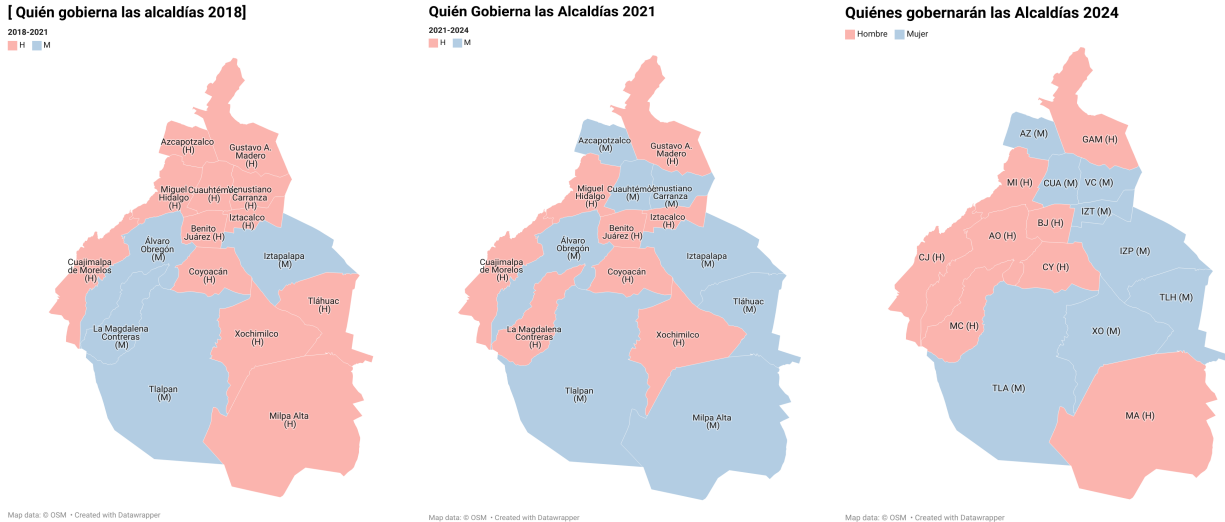 [ Quién gobierna las alcaldías 2018]
2018-2021
H M
Azcapotzalco
(H)
Gustavo A.
Madero
(H)
Miguel
Hidalgo
(H)
Cuauhtémoc
(H)
Venustiano
Carranza
(H)
Iztacalco
(H)
Benito
Juárez (H)
Álvaro
Obregón
(M)
Iztapalapa
(M)
Cuajimalpa
de Morelos
(H)
Coyoacán
(H)
Tláhuac
(H)
La Magdalena
Contreras
(M)
Xochimilco
(H)
Tlalpan
(M)
Milpa Alta
(H)
Map data: © OSM • Created with Datawrapper
Quién Gobierna las Alcaldías 2021
2021-2024
H M
Azcapotzalco
(M)
Gustavo A.
Madero
(H)
Miguel
Hidalgo
(H)
Cuauhtémoc
(M)
Venustiano
Carranza
(M)
Iztacalco
(H)
Benito
Juárez (H)
Álvaro
Obregón
(M)
Iztapalapa
(M)
Cuajimalpa
de Morelos
(H)
Coyoacán
(H)
Tláhuac
(M)
La Magdalena
Contreras
(H)
Xochimilco
(H)
Tlalpan
(M)
Milpa Alta
(M)
Map data: © OSM • Created with Datawrapper
Quiénes gobernarán las Alcaldías 2024
Hombre Mujer
AZ (M)
GAM (H)
MI (H)
CUA (M)
VC (M)
IZT (M)
BJ (H)
AO (H)
IZP (M)
CJ (H)
CY (H)
TLH (M)
MC (H)
XO (M)
TLA (M)
MA (H)
Map data: © OSM • Created with Datawrapper